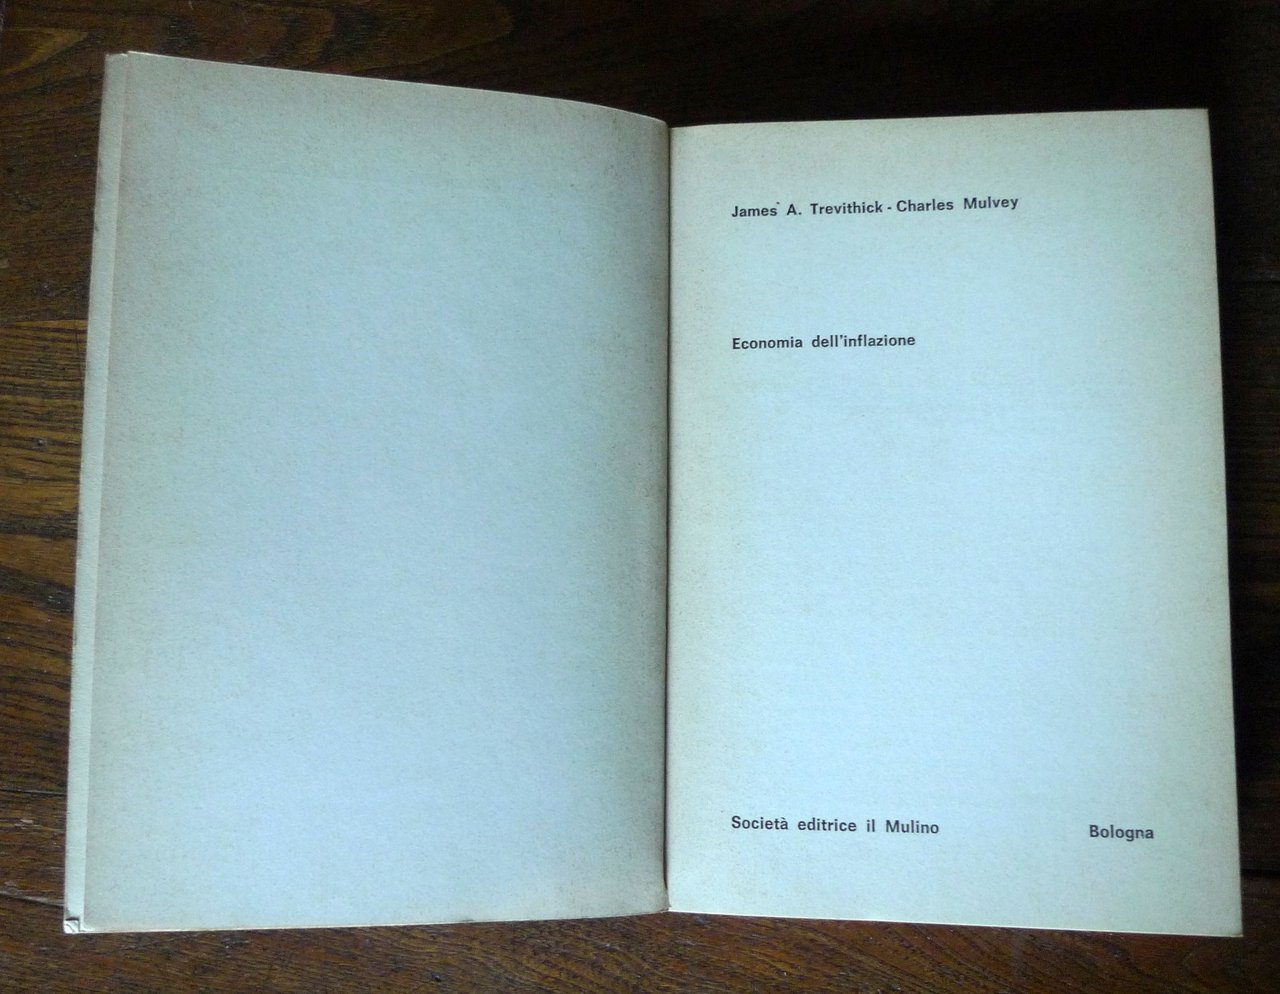 James A. Trevithick - Charles Mulvey
Economia dell'inflazione
Società editrice il Mulino Bologna